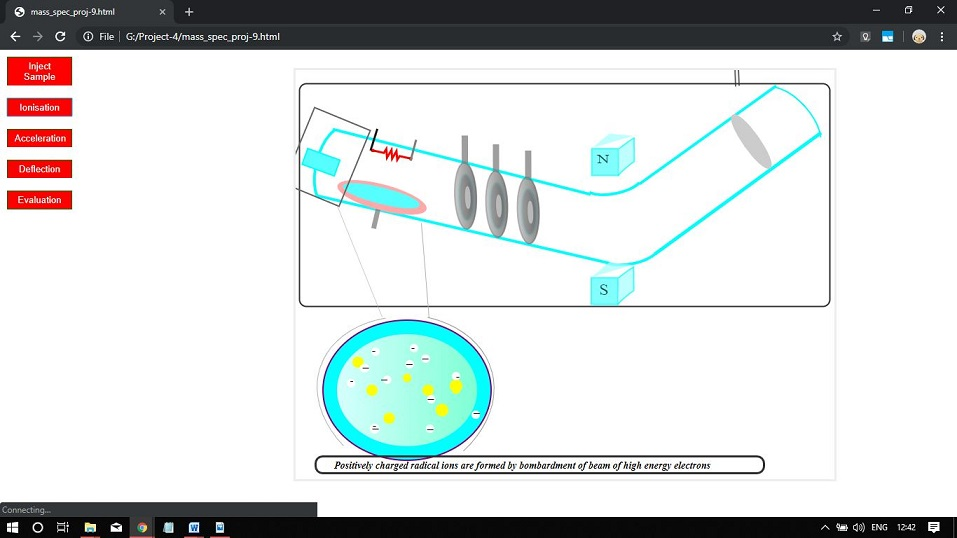 mass_spec_proj-9.html
File
G:/Project-4/mass_spec_proj-9.html
Inject
Sample
Ionisation
Acceleration
Deflection
Evaluation
N
S
Positively charged radical ions are formed by bombardment of beam of high energy electrons
Connecting...
ENG
12:42